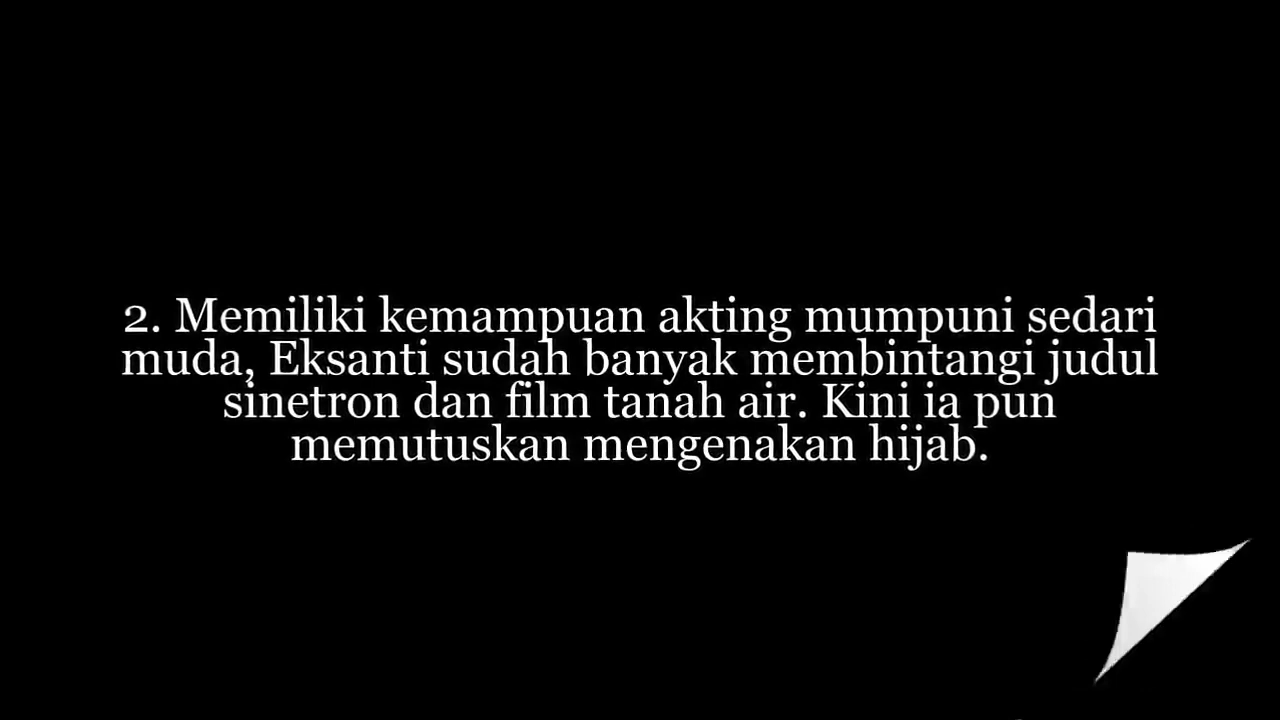 2. Memiliki kemampuan akting mumpuni sedari
muda, Eksanti sudah banyak membintangi judul
sinetron dan film tanah air. Kini ia pun
memutuskan mengenakan hijab.